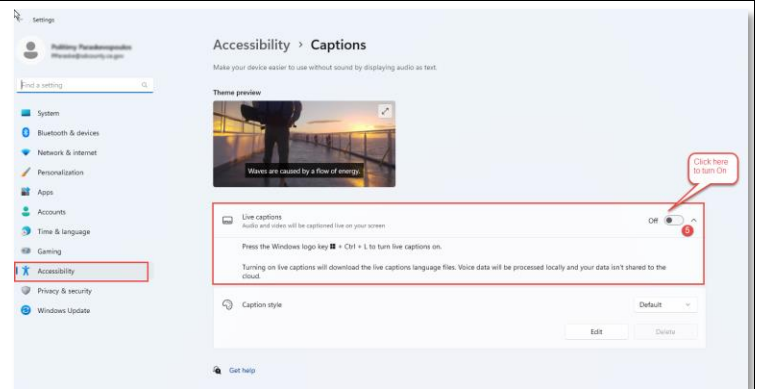 Settings
Accessibility > Captions
Make your device easier to use without sound by displaying audio as text.
Find a setting
Theme preview
Waves are caused by a flow of energy.
System
Bluetooth & devices
Network & internet
Personalization
Apps
Accounts
Time & language
Gaming
Accessibility
Privacy & security
Windows Update
Click here
to turn On
Live captions
Audio and video will be captioned live on your screen
Off
5
Press the Windows logo key + Ctrl + L to turn live captions on.
Turning on live captions will download the live captions language files. Voice data will be processed locally and your data isn't shared to the
cloud.
Caption style
Default
Edit
Delete
Get help